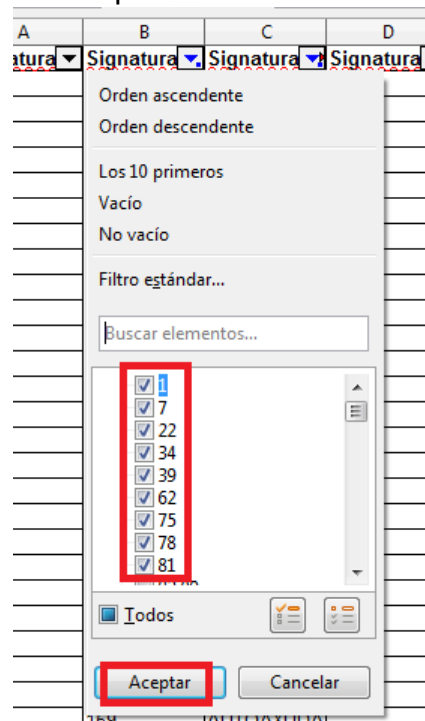 A B C D
atura Signatura Signatura Signatura
Orden ascendente
Orden descendente
Los 10 primeros
Vacío
No vacío
Filtro estándar...
Buscar elementos...
1
7
22
34
39
62
75
78
81
Todos
Aceptar Cancelar